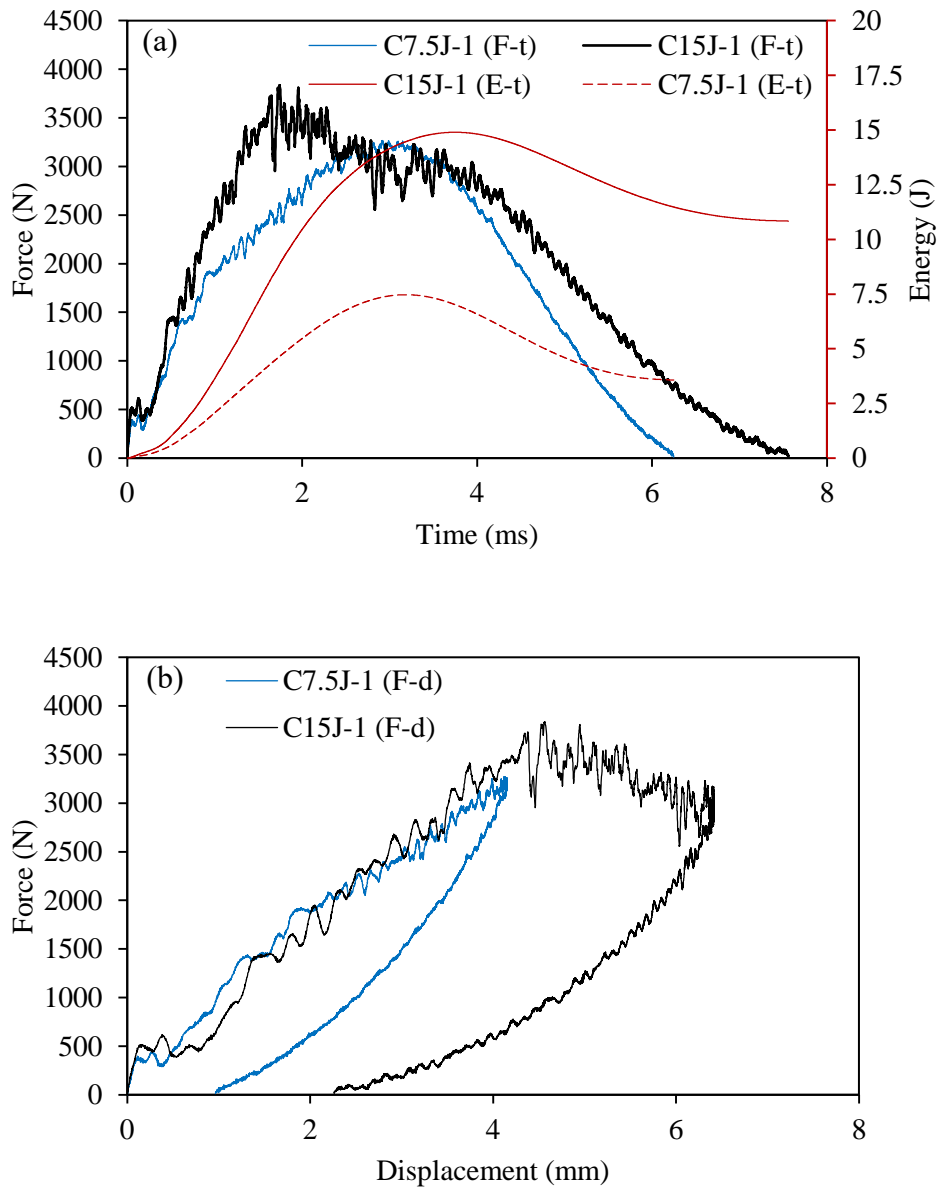 (a)
C7.5J-1 (F-t)
C15J-1 (F-t)
C15J-1 (E-t)
C7.5J-1 (E-t)
4500
4000
3500
3000
2500
2000
1500
1000
500
0
Force (N)
20
17.5
15
12.5
10
7.5
5
2.5
0
Energy (J)
0 2 4 6 8
Time (ms)
(b)
C7.5J-1 (F-d)
C15J-1 (F-d)
4500
4000
3500
3000
2500
2000
1500
1000
500
0
Force (N)
0 2 4 6 8
Displacement (mm)